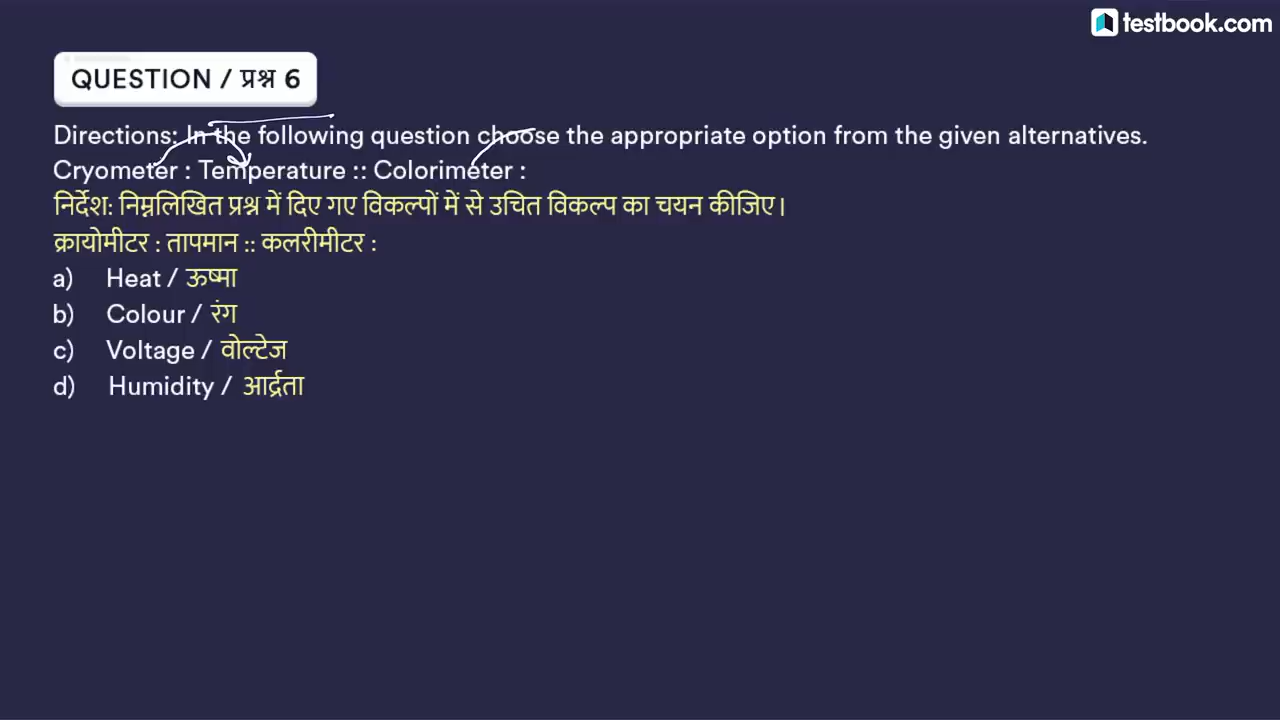 testbook.com
QUESTION / प्रश्न 6
Directions: In the following question choose the appropriate option from the given alternatives.
Cryometer : Temperature :: Colorimeter :
निर्देश: निम्नलिखित प्रश्न में दिए गए विकल्पों में से उचित विकल्प का चयन कीजिए।
क्रायोमीटर : तापमान :: कलरीमीटर :
a) Heat / ऊष्मा
b) Colour / रंग
c) Voltage / वोल्टेज
d) Humidity / आर्द्रता